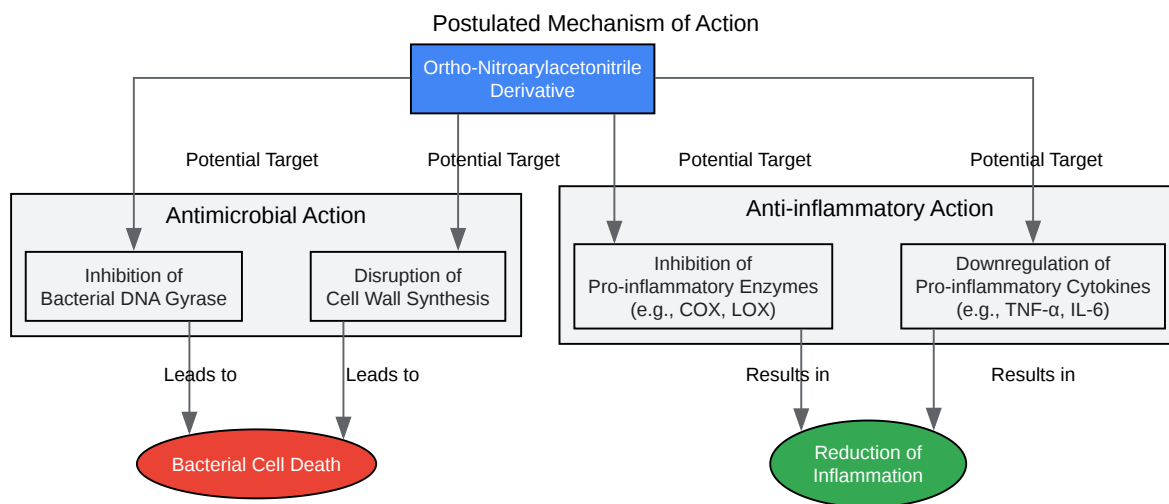 Postulated Mechanism of Action
Ortho-Nitroarylacetonitrile
Derivative
Potential Target
Potential Target
Potential Target
Potential Target
Antimicrobial Action
Anti-inflammatory Action
Inhibition of
Bacterial DNA Gyrase
Disruption of
Cell Wall Synthesis
Inhibition of
Pro-inflammatory Enzymes
(e.g., COX, LOX)
Downregulation of
Pro-inflammatory Cytokines
(e.g., TNF-α, IL-6)
Leads to
Leads to
Results in
Results in
Bacterial Cell Death
Reduction of
Inflammation